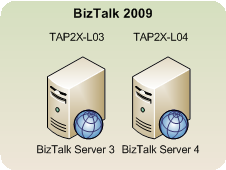 BizTalk 2009
TAP2X-L03 TAP2X-L04
BizTalk Server 3 BizTalk Server 4